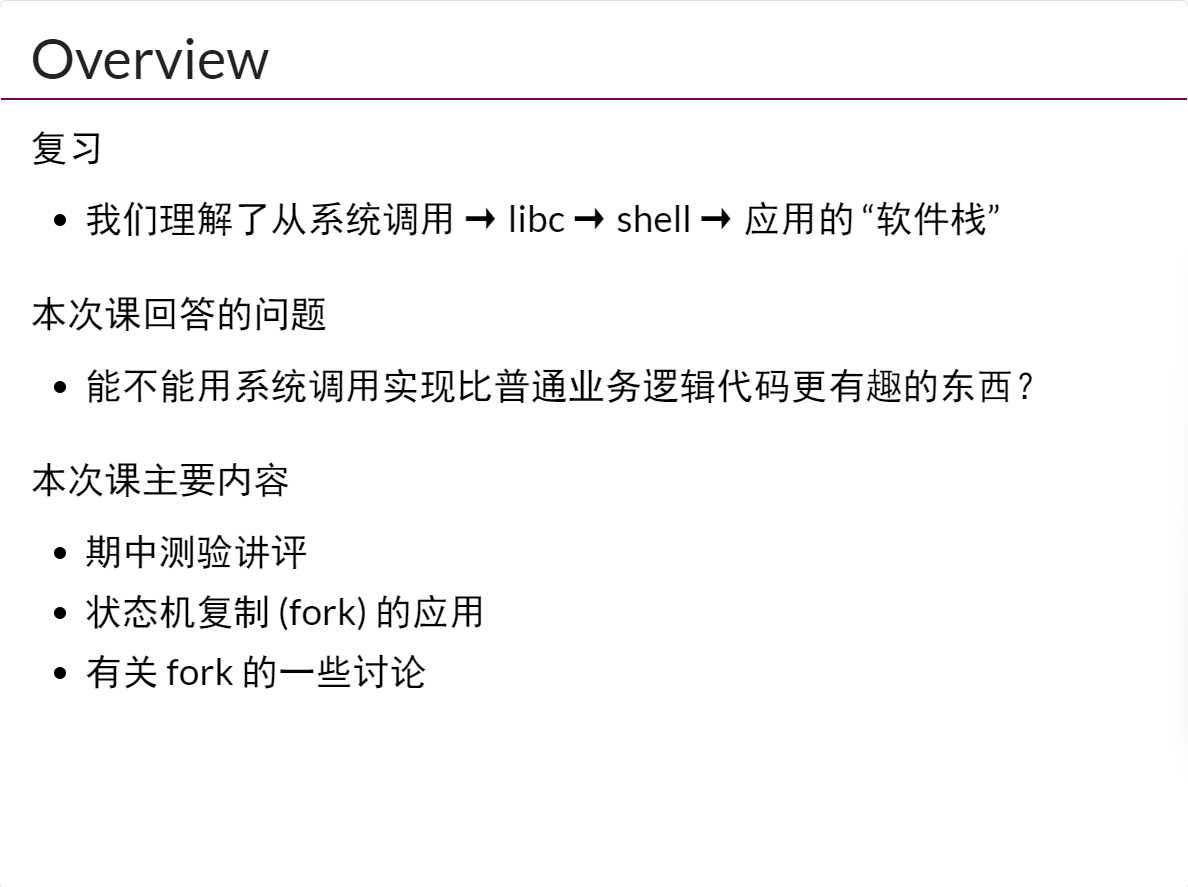 Overview
复习
• 我们理解了从系统调用 → libc → shell → 应用的 “软件栈”
本次课回答的问题
• 能不能用系统调用实现比普通业务逻辑代码更有趣的东西？
本次课主要内容
• 期中测验讲评
• 状态机复制 (fork) 的应用
• 有关 fork 的一些讨论